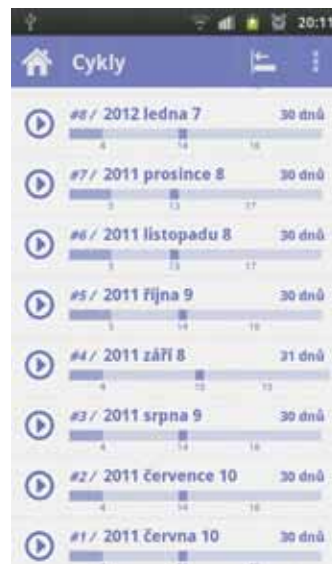 20:11
Cykly
#8 / 2012 ledna 7 30 dnů
4 14 16
#7 / 2011 prosince 8 30 dnů
13 17
#6 / 2011 listopadu 8 30 dnů
13 17
#5 / 2011 října 9 30 dnů
14 16
#4 / 2011 září 8 31 dnů
4 15
#3 / 2011 srpna 9 30 dnů
4 14 16
#2 / 2011 července 10 30 dnů
4 14 16
#1 / 2011 června 10 30 dnů